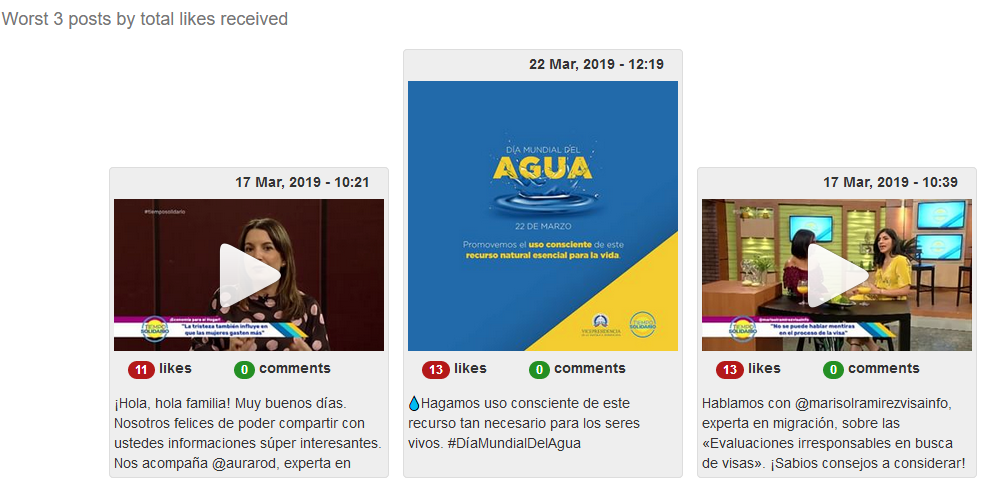 Worst 3 posts by total likes received
17 Mar, 2019 - 10:21
#tiemposolidario
¡Economía para el Hogar!
TIEMPO
SOLIDARIO
"La tristeza también influye en
que las mujeres gasten más"
11 likes
0 comments
¡Hola, hola familia! Muy buenos días.
Nosotros felices de poder compartir con
ustedes informaciones súper interesantes.
Nos acompaña @aurarod, experta en
22 Mar, 2019 - 12:19
DÍA MUNDIAL DEL
AGUA
22 DE MARZO
Promovemos el uso consciente de este
recurso natural esencial para la vida.
VICEPRESIDENCIA
TIEMPO
SOLIDARIO
13 likes
0 comments
💧Hagamos uso consciente de este
recurso tan necesario para los seres
vivos. #DíaMundialDelAgua
17 Mar, 2019 - 10:39
@marisolramirezvisainfo
TIEMPO
SOLIDARIO
"No se puede hablar mentiras
en el proceso de la visa"
13 likes
0 comments
Hablamos con @marisolramirezvisainfo,
experta en migración, sobre las
«Evaluaciones irresponsables en busca
de visas». ¡Sabios consejos a considerar!